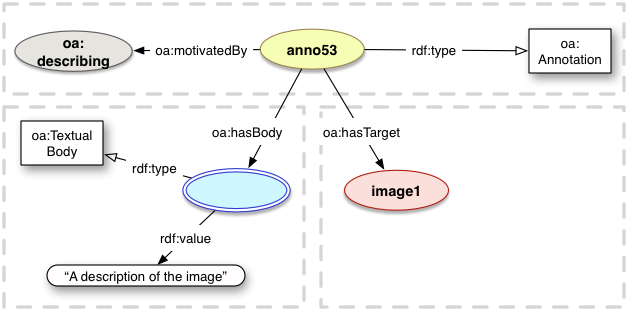 oa:
describing
oa:motivatedBy
anno53
rdf:type
oa:
Annotation
oa:hasBody
oa:hasTarget
oa:Textual
Body
rdf:type
image1
rdf:value
“A description of the image”